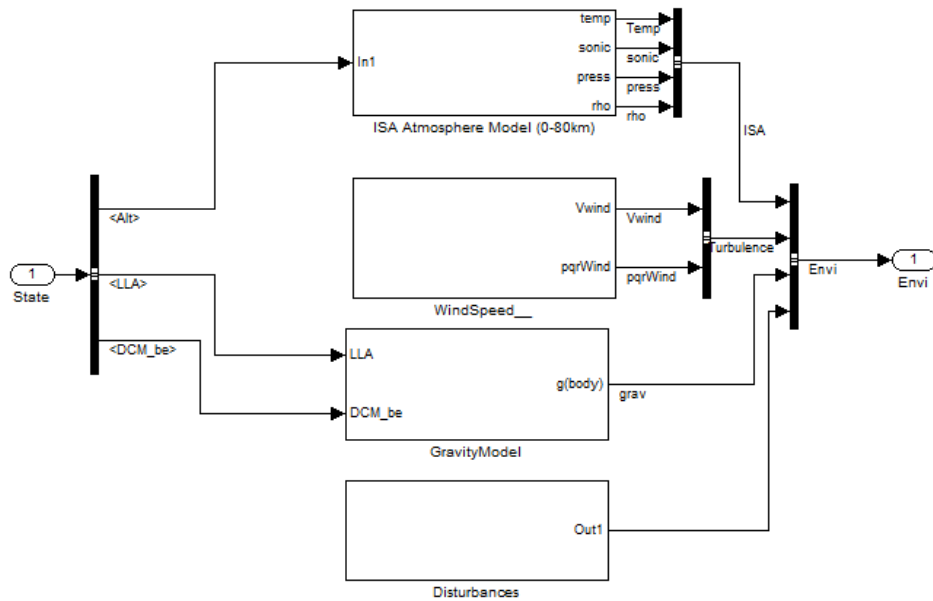 temp
Temp
sonic
sonic
In1
press
press
rho
rho
ISA Atmosphere Model (0-80km)
ISA
<Alt>
Vwind
Vwind
Turbulence
pqrWind
pqrWind
WindSpeed__
1
State
<LLA>
<DCM_be>
LLA
g(body)
grav
DCM_be
GravityModel
Envi
1
Envi
Out1
Disturbances